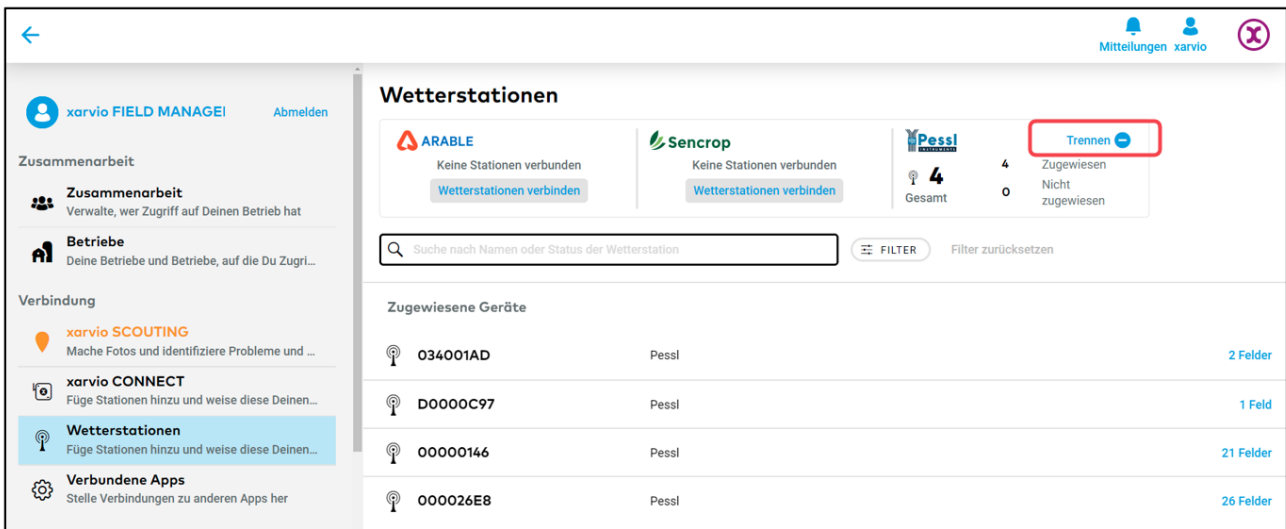 Mitteilungen xarvio
xarvio FIELD MANAGEI
Abmelden
Zusammenarbeit
Zusammenarbeit
Verwalte, wer Zugriff auf Deinen Betrieb hat
Betriebe
Deine Betriebe und Betriebe, auf die Du Zugri...
Verbindung
xarvio SCOUTING
Mache Fotos und identifiziere Probleme und ...
xarvio CONNECT
Füge Stationen hinzu und weise diese Deinen...
Wetterstationen
Füge Stationen hinzu und weise diese Deinen...
Verbundene Apps
Stelle Verbindungen zu anderen Apps her
Wetterstationen
ARABLE
Keine Stationen verbunden
Wetterstationen verbinden
Sencrop
Keine Stationen verbunden
Wetterstationen verbinden
Pessl
INSTRUMENTS
Trennen
4
Gesamt
4 Zugewiesen
0 Nicht
zugewiesen
Suche nach Namen oder Status der Wetterstation
FILTER
Filter zurücksetzen
Zugewiesene Geräte
034001AD Pessl 2 Felder
D0000C97 Pessl 1 Feld
00000146 Pessl 21 Felder
000026E8 Pessl 26 Felder